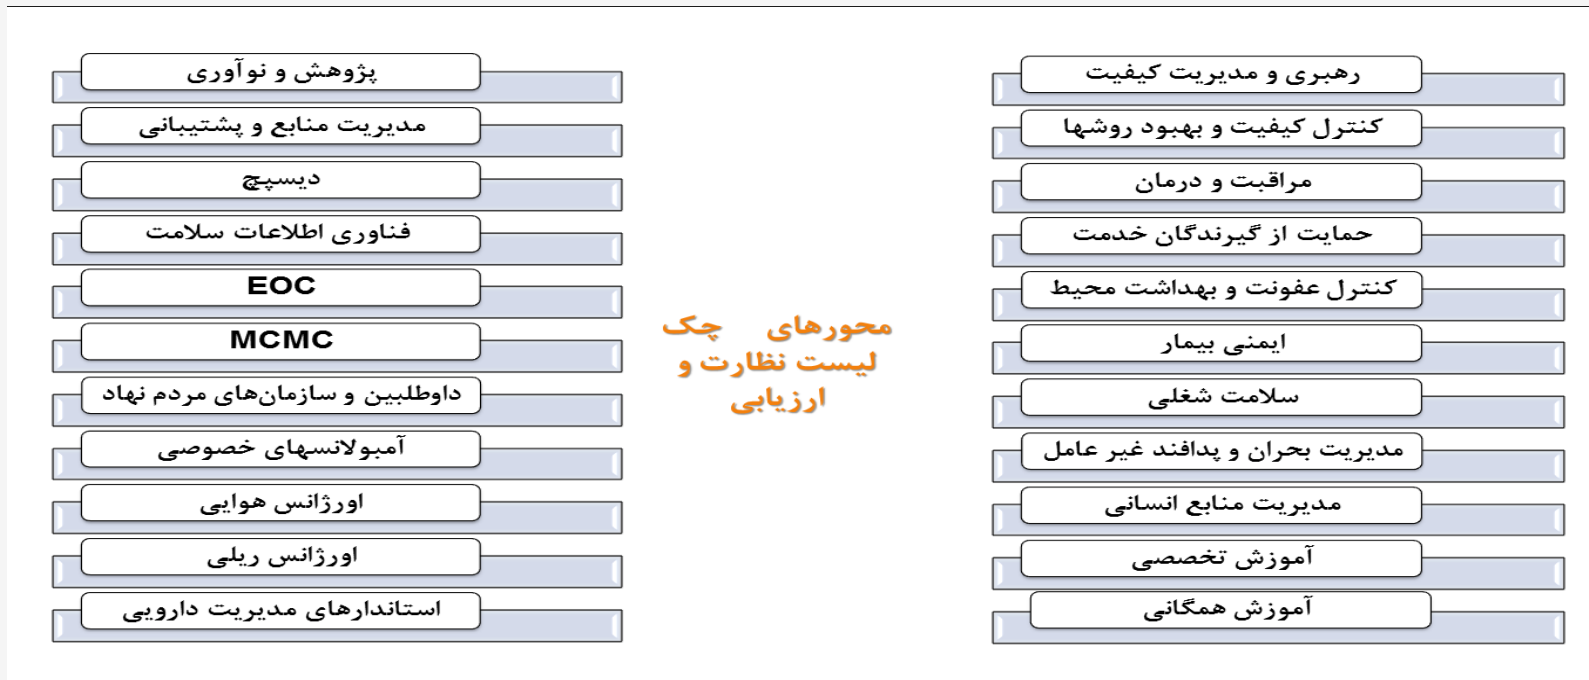 رهبری و مدیریت کیفیت
کنترل کیفیت و بهبود روشها
مراقبت و درمان
حمایت از گیرندگان خدمت
کنترل عفونت و بهداشت محیط
ایمنی بیمار
سلامت شغلی
مدیریت بحران و پدافند غیر عامل
مدیریت منابع انسانی
آموزش تخصصی
آموزش همگانی
محورهای چک
لیست نظارت و
ارزیابی
پژوهش و نوآوری
مدیریت منابع و پشتیبانی
دیسپچ
فناوری اطلاعات سلامت
EOC
MCMC
داوطلبین و سازمان‌های مردم نهاد
آمبولانسهای خصوصی
اورژانس هوایی
اورژانس ریلی
استاندارهای مدیریت دارویی